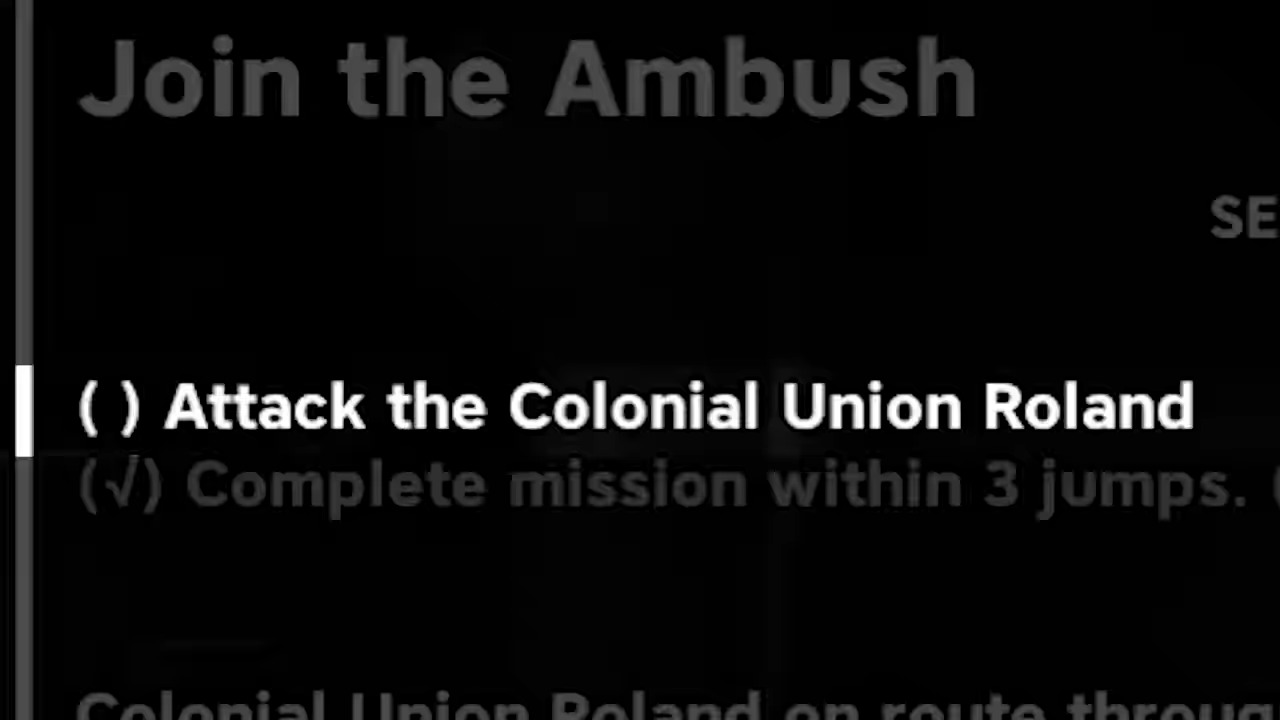 Join the Ambush
SE
( ) Attack the Colonial Union Roland
(√) Complete mission within 3 jumps.
Colonial Union Roland on route throug